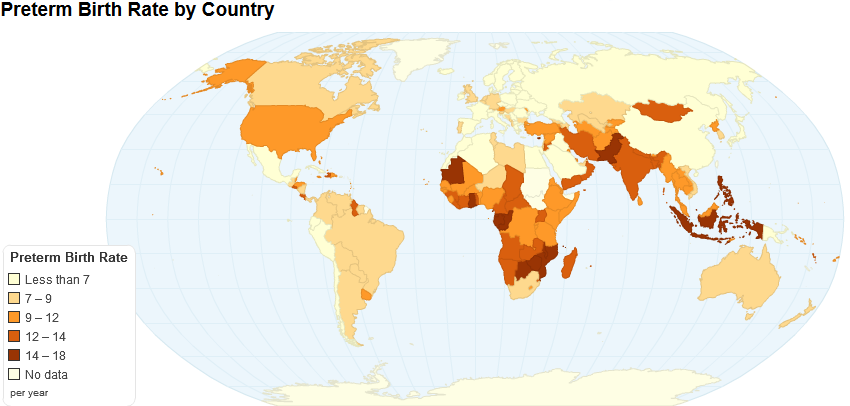 Preterm Birth Rate by Country
Preterm Birth Rate
Less than 7
7 – 9
9 – 12
12 – 14
14 – 18
No data
per year